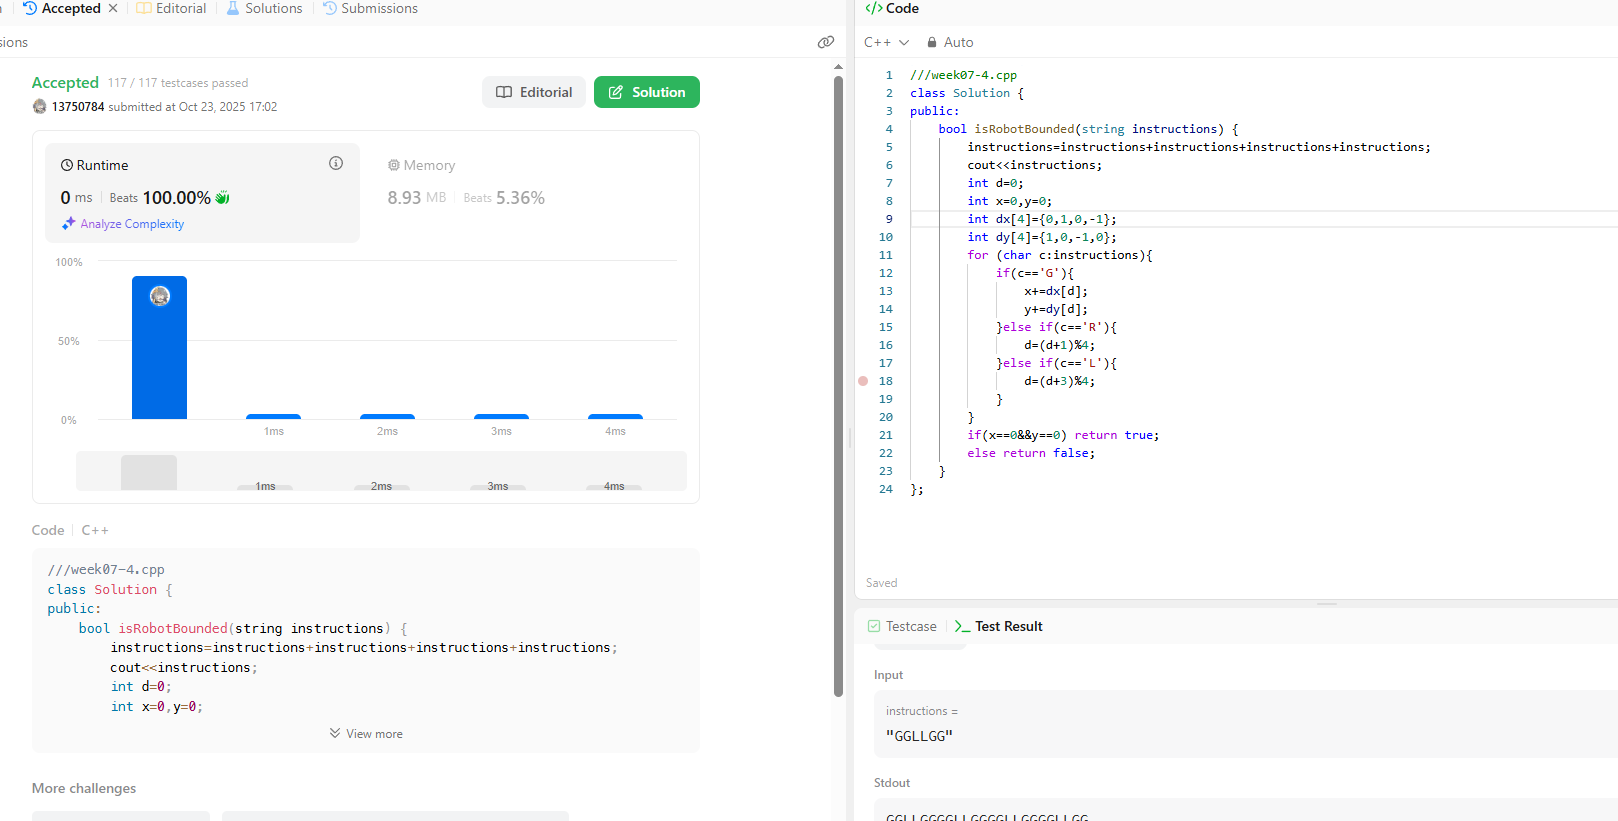 Accepted
Editorial
Solutions
Submissions
sions
Accepted 117 / 117 testcases passed
13750784 submitted at Oct 23, 2025 17:02
Editorial
Solution
Runtime
0 ms Beats 100.00%
Analyze Complexity
Memory
8.93 MB Beats 5.36%
100%
50%
0%
1ms 2ms 3ms 4ms
1ms 2ms 3ms 4ms
Code C++
///week07-4.cpp
class Solution {
public:
    bool isRobotBounded(string instructions) {
        instructions=instructions+instructions+instructions+instructions;
        cout<<instructions;
        int d=0;
        int x=0,y=0;
View more
More challenges
</> Code
C++ Auto
1 ///week07-4.cpp
2 class Solution {
3 public:
4     bool isRobotBounded(string instructions) {
5         instructions=instructions+instructions+instructions+instructions;
6         cout<<instructions;
7         int d=0;
8         int x=0,y=0;
9         int dx[4]={0,1,0,-1};
10         int dy[4]={1,0,-1,0};
11         for (char c:instructions){
12             if(c=='G'){
13                 x+=dx[d];
14                 y+=dy[d];
15             }else if(c=='R'){
16                 d=(d+1)%4;
17             }else if(c=='L'){
18                 d=(d+3)%4;
19             }
20         }
21         if(x==0&&y==0) return true;
22         else return false;
23     }
24 };
Saved
Testcase
Test Result
Input
instructions =
"GGLLGG"
Stdout
GGLLGGGGLLGGGGLLGGGGLLGG